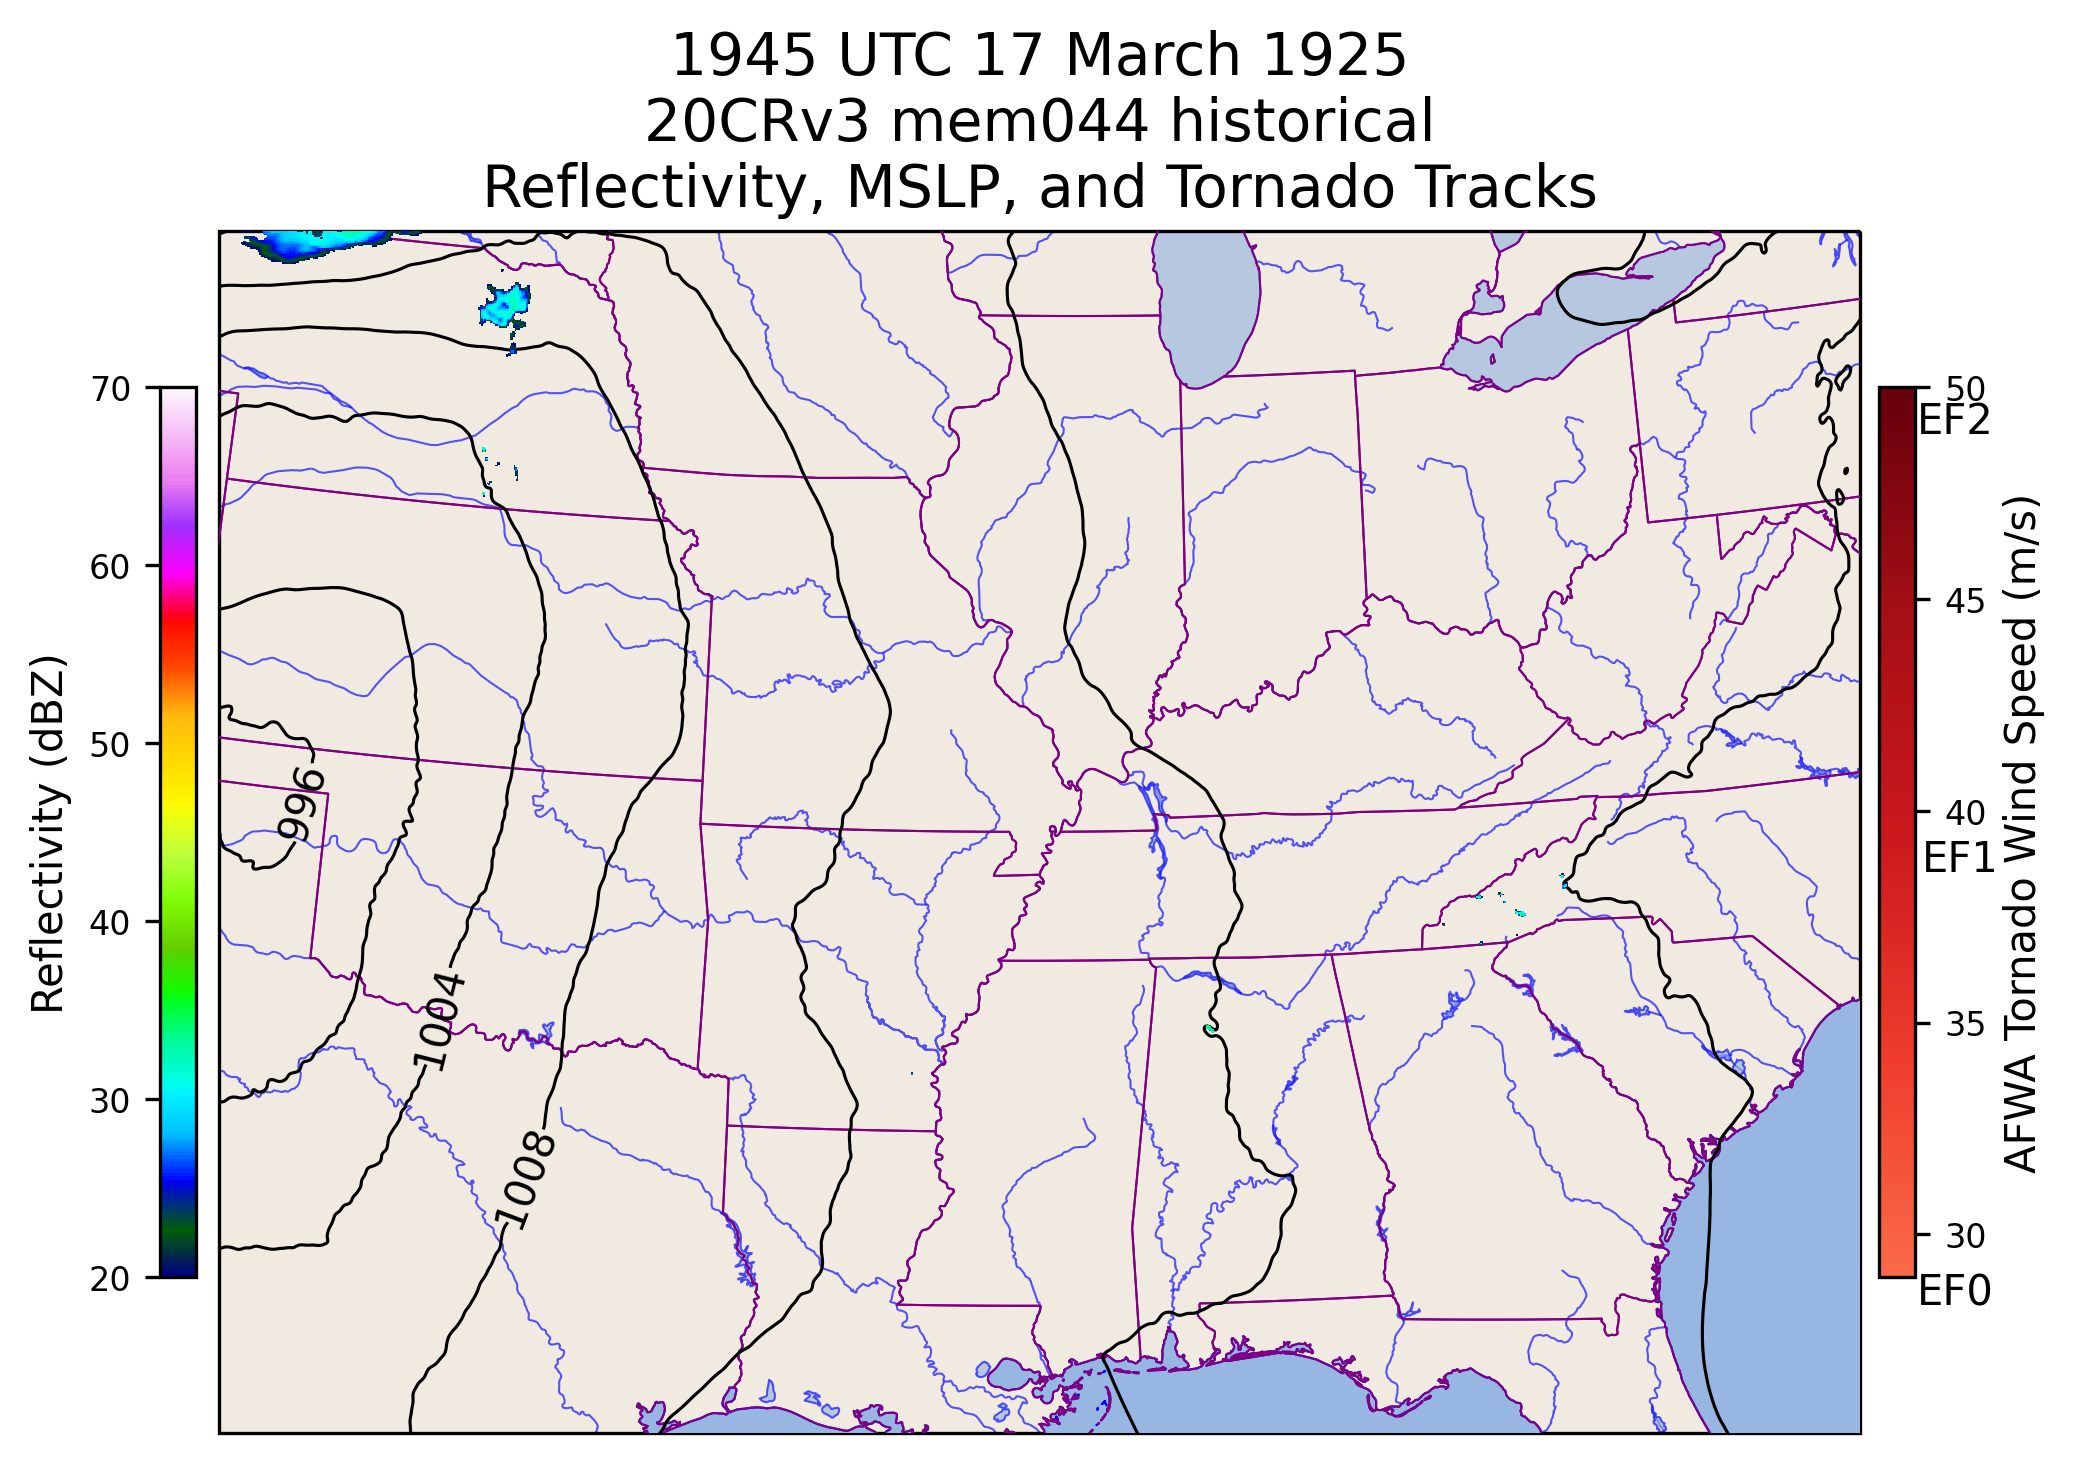 1945 UTC 17 March 1925
20CRv3 mem044 historical
Reflectivity, MSLP, and Tornado Tracks
70
60
50
40
30
20
Reflectivity (dBZ)
996
1004
1008
50
EF2
45
40
EF1
35
30
EF0
AFWA Tornado Wind Speed (m/s)